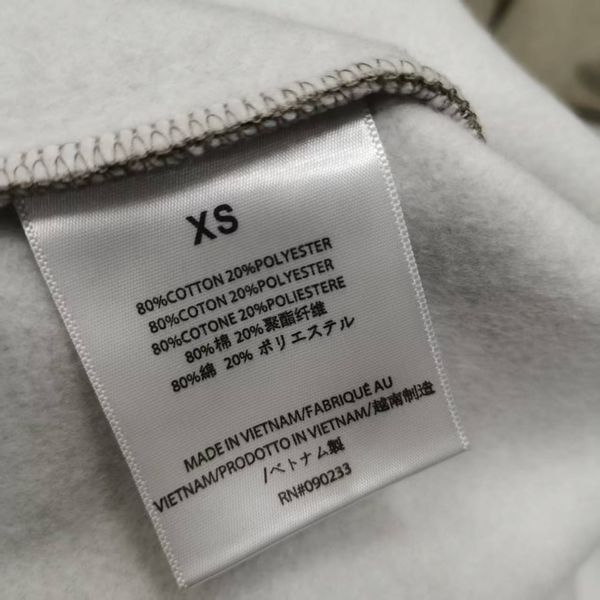 XS
80%COTTON 20%POLYESTER
80%COTON 20%POLYESTER
80%COTONE 20%POLIESTERE
80%棉 20%聚酯纤维
80%綿 20% ポリエステル
MADE IN VIETNAM/FABRIQUÉ AU
VIETNAM/PRODOTTO IN VIETNAM/越南制造
/ベトナム製
RN#090233